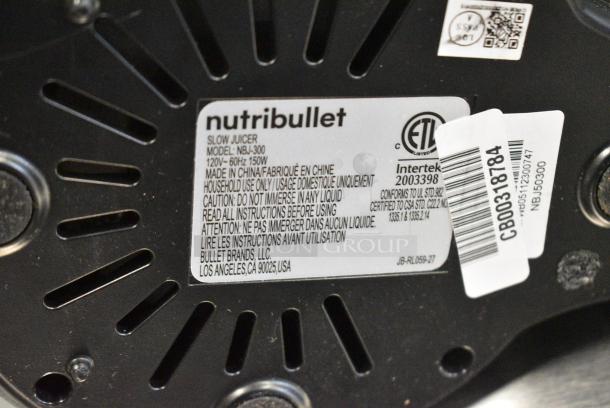 nutribullet
SLOW JUICER
MODEL: NBJ-300
120V~ 60Hz 150W
MADE IN CHINA/FABRIQUÉ EN CHINE
HOUSEHOLD USE ONLY / USAGE DOMESTIQUE UNIQUEMENT
CAUTION: DO NOT IMMERSE IN ANY LIQUID
READ ALL INSTRUCTIONS BEFORE USING
ATTENTION: NE PAS IMMERGER DANS AUCUN LIQUIDE.
LIRE LES INSTRUCTIONS AVANT UTILISATION
BULLET BRANDS, LLC.
LOS ANGELES, CA 90025, USA
C
ETL
Intertek
2003398
CONFORMS TO UL STD. 982
CERTIFIED TO CSA STD. C22.2 NO.
1335.1 & 1335.2.14
JB-RL059-27
CB00318784
NBJ50300
PASS
GROUP